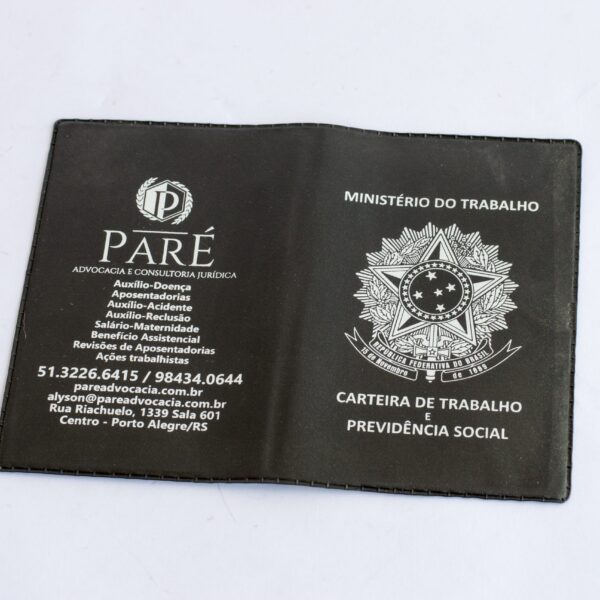 P
PARÉ
ADVOCACIA E CONSULTORIA JURÍDICA
Auxílio-Doença
Aposentadorias
Auxílio-Acidente
Auxílio-Reclusão
Salário-Maternidade
Benefício Assistencial
Revisões de Aposentadorias
Ações trabalhistas
51.3226.6415 / 98434.0644
pareadvocacia.com.br
alyson@pareadvocacia.com.br
Rua Riachuelo, 1339 Sala 601
Centro - Porto Alegre/RS
MINISTÉRIO DO TRABALHO
REPÚBLICA FEDERATIVA DO BRASIL
15 de Novembro de 1889
CARTEIRA DE TRABALHO
E
PREVIDÊNCIA SOCIAL